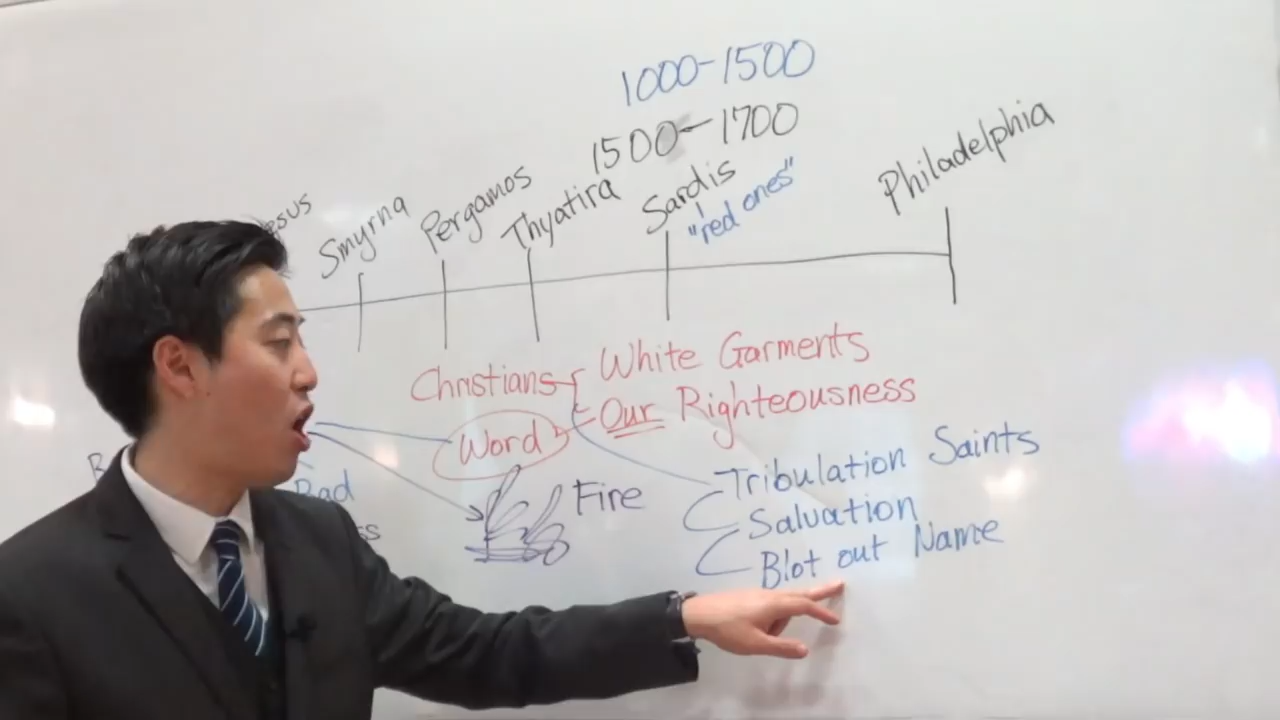 1000-1500
1500-1700
Smyrna
Pergamos
Thyatira
Sardis
"red ones"
Philadelphia
Christians
White Garments
Word
Our Righteousness
Fire
Tribulation Saints
Salvation
Blot out Name